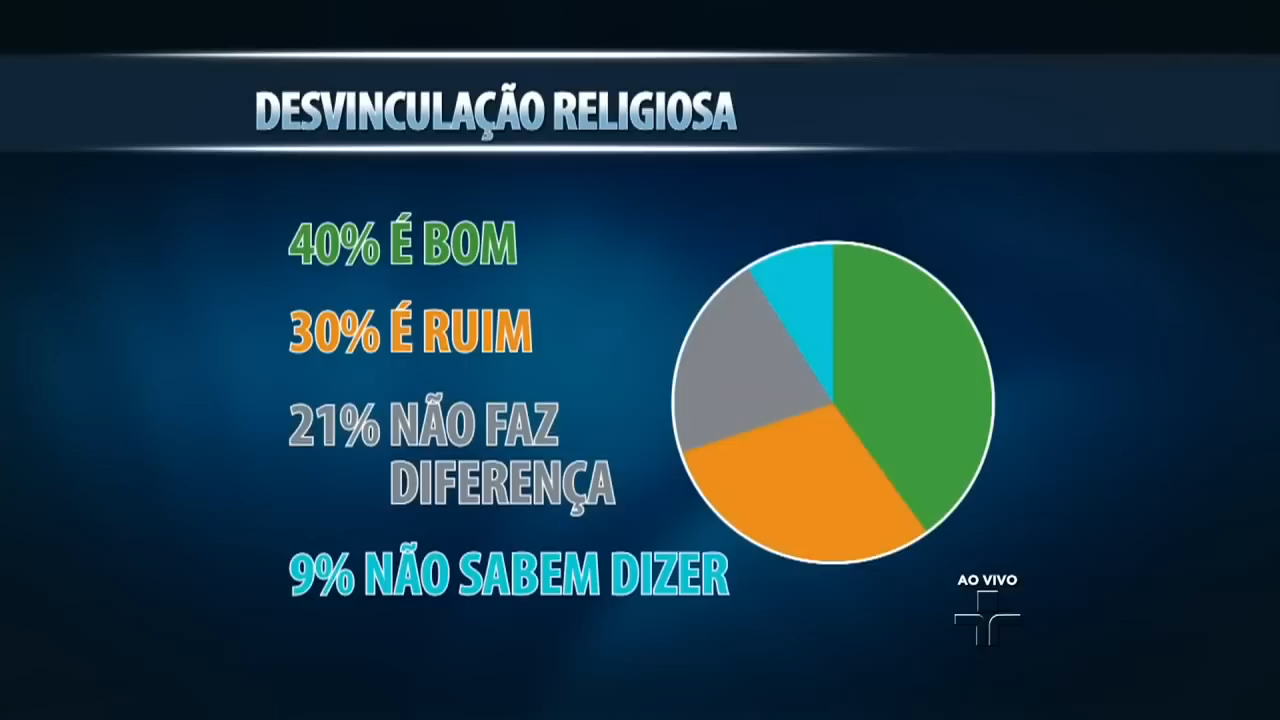 DESVINCULAÇÃO RELIGIOSA
40% É BOM
30% É RUIM
21% NÃO FAZ
DIFERENÇA
9% NÃO SABEM DIZER
AO VIVO